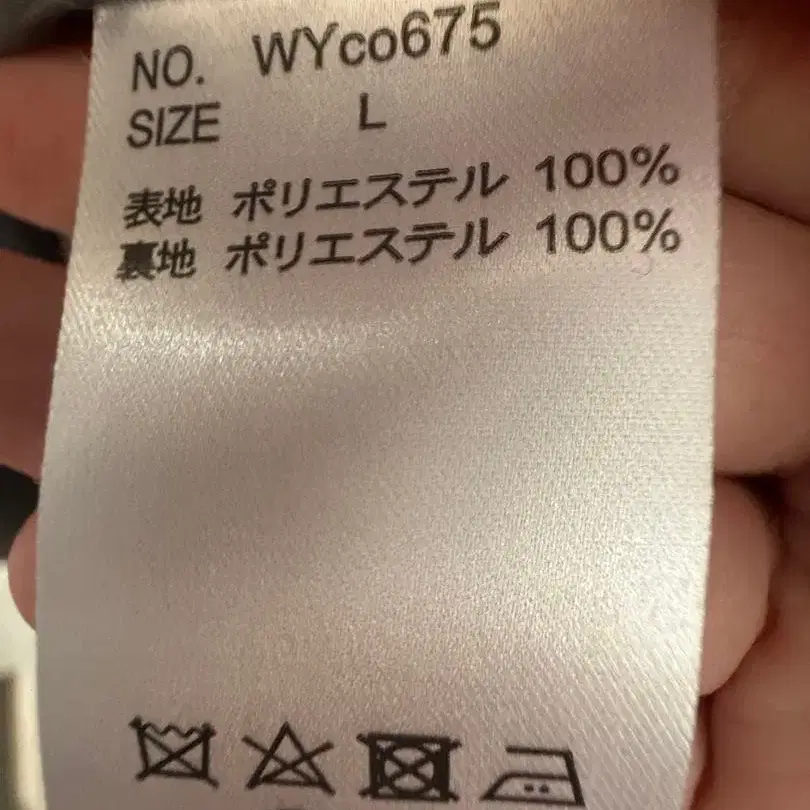 NO. WYco675
SIZE L
表地 ポリエステル 100%
裏地 ポリエステル 100%